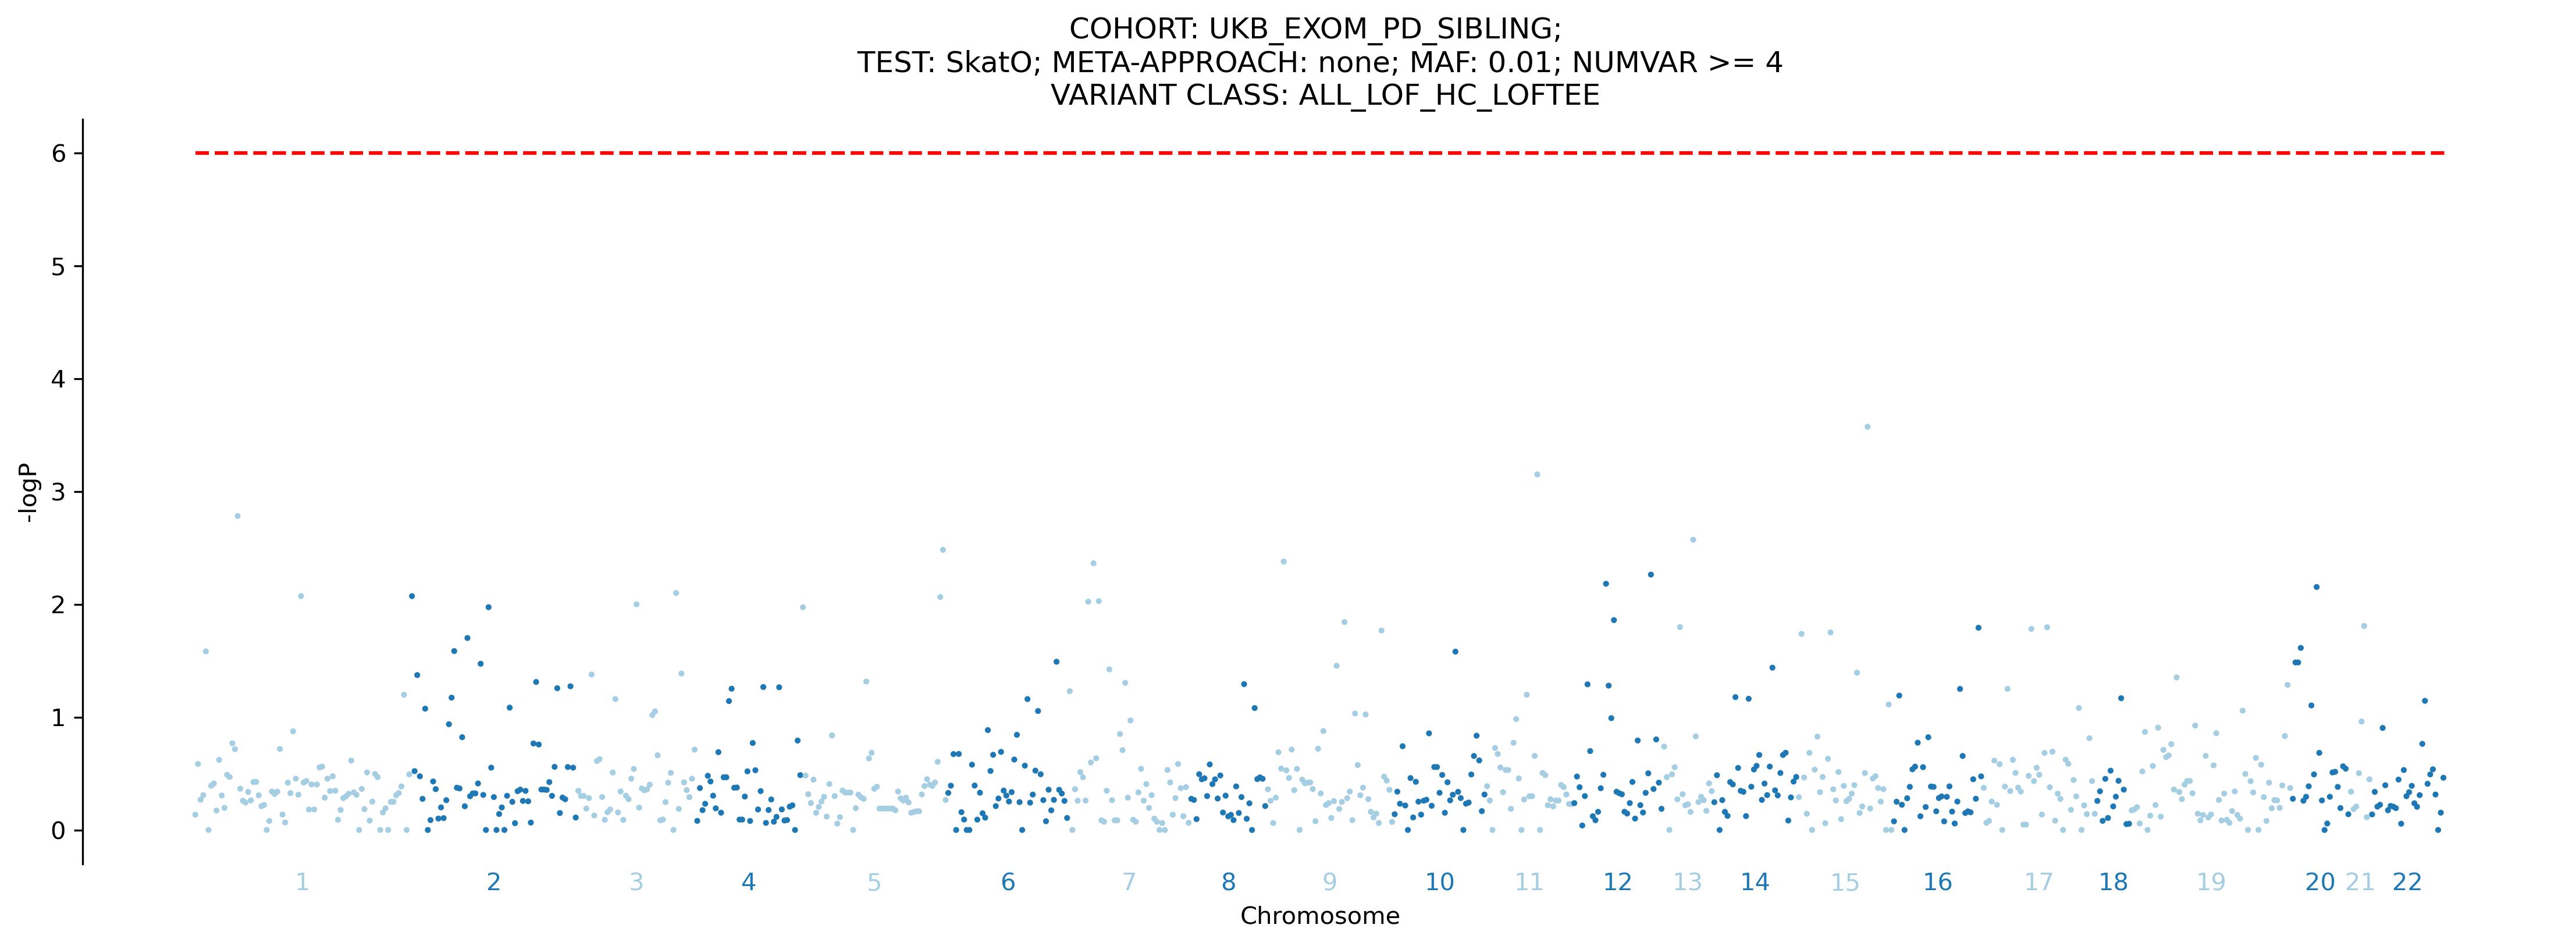 COHORT: UKB_EXOM_PD_SIBLING;
TEST: SkatO; META-APPROACH: none; MAF: 0.01; NUMVAR >= 4
VARIANT CLASS: ALL_LOF_HC_LOFTEE
6
5
4
3
2
1
0
-logP
1 2 3 4 5 6 7 8 9 10 11 12 13 14 15 16 17 18 19 20 21 22
Chromosome